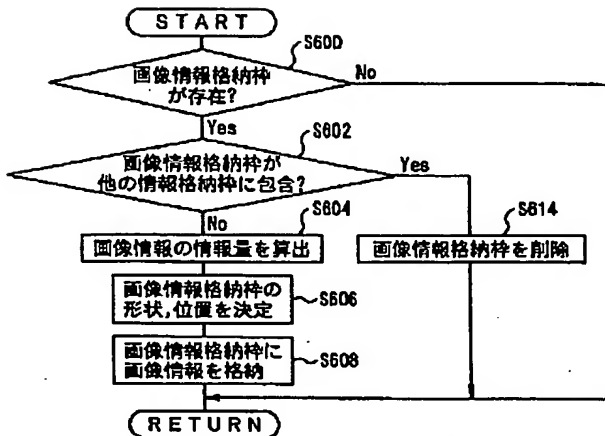 START
S600
画像情報格納枠
が存在?
No
Yes
S602
画像情報格納枠が
他の情報格納枠に包含?
Yes
No
S604
S614
画像情報の情報量を算出
画像情報格納枠を削除
画像情報格納枠の
形状,位置を決定
S606
画像情報格納枠に
画像情報を格納
S608
RETURN